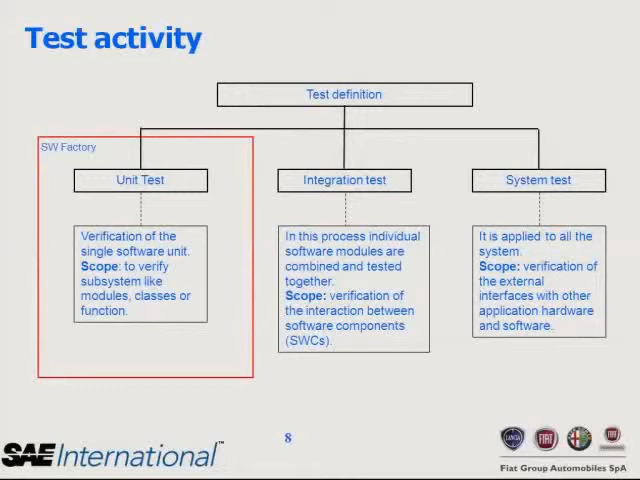 Test activity
Test definition
SW Factory
Unit Test
Integration test
System test
Verification of the
single software unit.
Scope: to verify
subsystem like
modules, classes or
function.
In this process individual
software modules are
combined and tested
together.
Scope: verification of
the interaction between
software components
(SWCs).
It is applied to all the
system.
Scope: verification of
the external
interfaces with other
application hardware
and software.
8
SAE International™
LANCIA
FIAT
Fiat Group Automobiles SpA